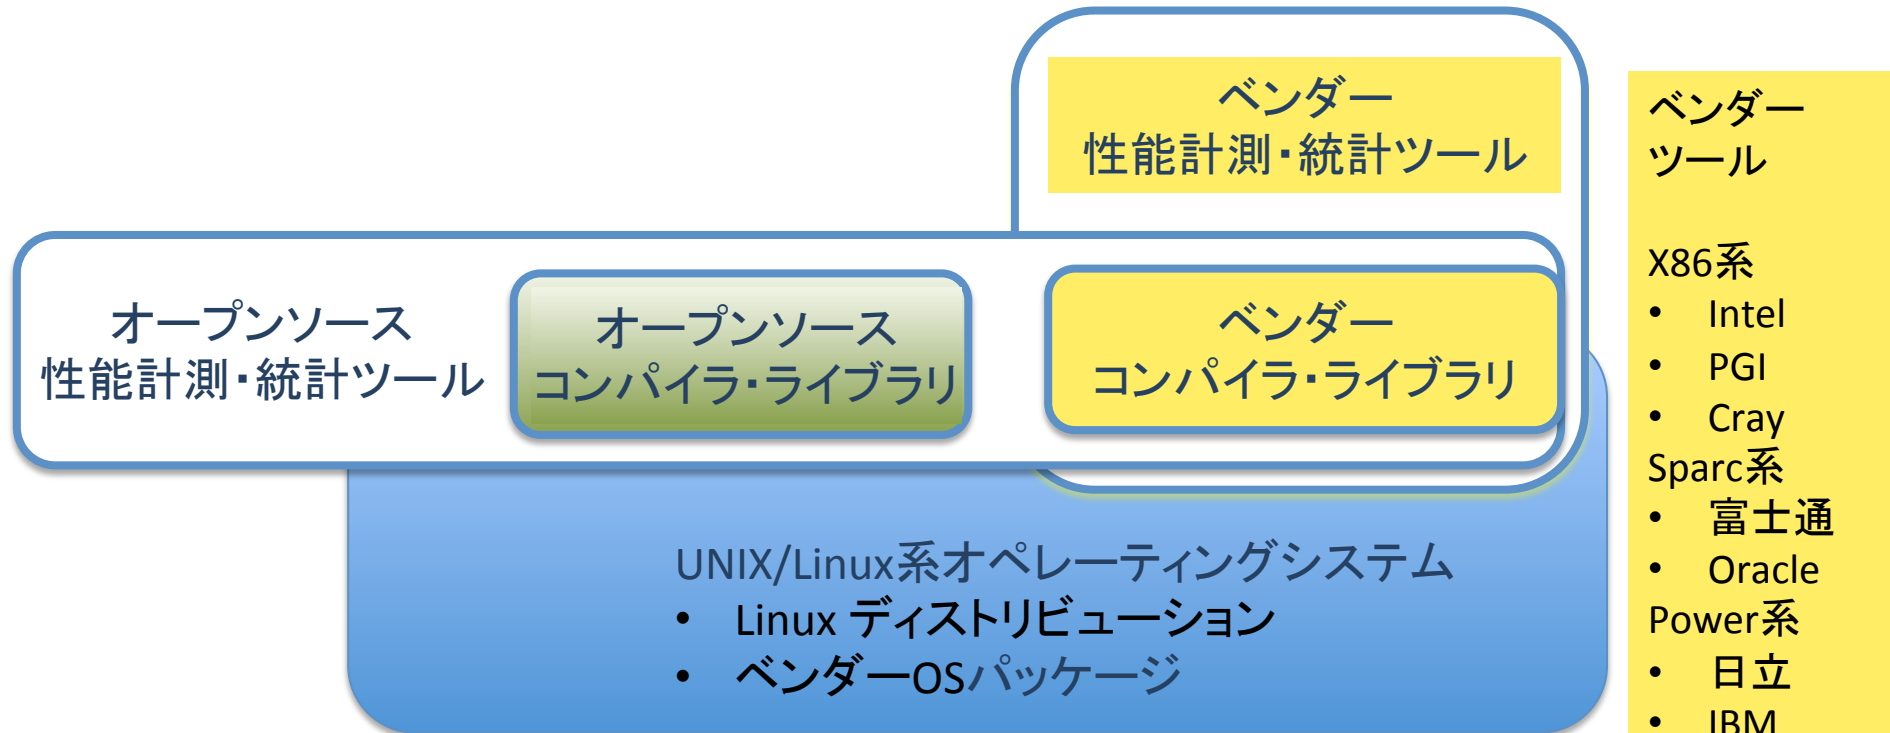 ベンダー
性能計測・統計ツール
オープンソース
性能計測・統計ツール
オープンソース
コンパイラ・ライブラリ
ベンダー
コンパイラ・ライブラリ
UNIX/Linux系オペレーティングシステム
• Linux ディストリビューション
• ベンダーOSパッケージ
ベンダー
ツール
X86系
• Intel
• PGI
• Cray
Sparc系
• 富士通
• Oracle
Power系
• 日立
• IBM